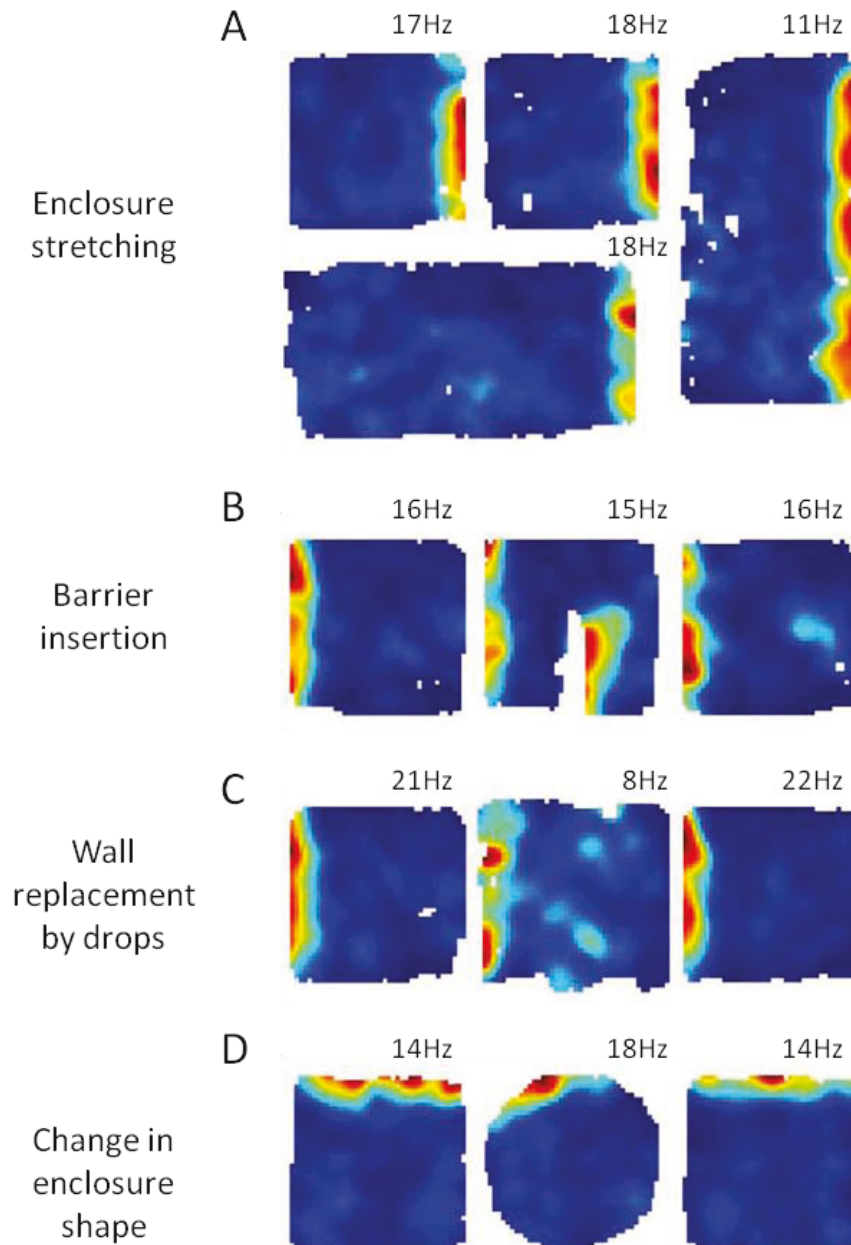 A
17Hz 18Hz 11Hz
Enclosure
stretching
18Hz
B
16Hz 15Hz 16Hz
Barrier
insertion
C
21Hz 8Hz 22Hz
Wall
replacement
by drops
D
14Hz 18Hz 14Hz
Change in
enclosure
shape